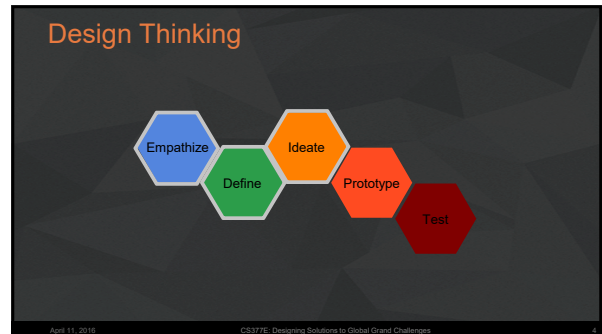 Design Thinking
Empathize
Define
Ideate
Prototype
Test
April 11, 2016
CS377E: Designing Solutions to Global Grand Challenges
4